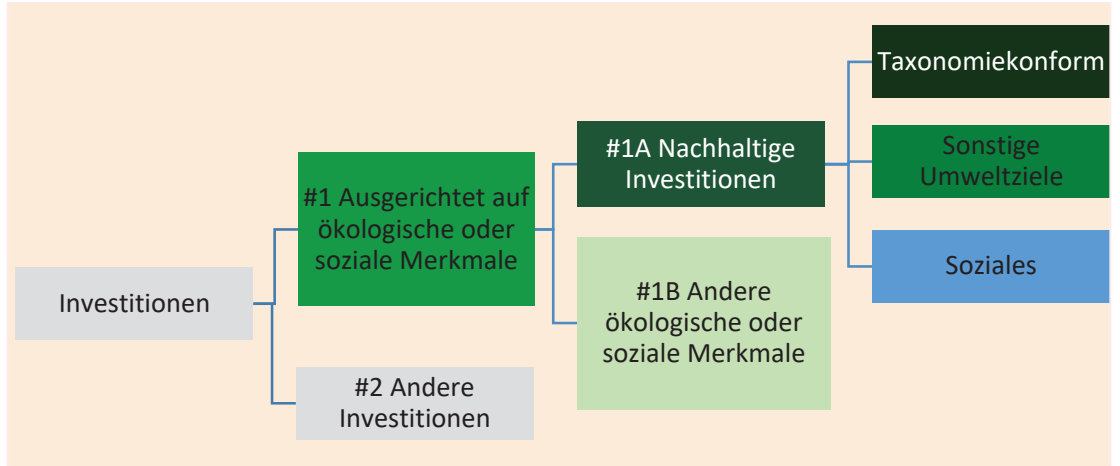 Investitionen
#1 Ausgerichtet auf
ökologische oder
soziale Merkmale
#2 Andere
Investitionen
#1A Nachhaltige
Investitionen
#1B Andere
ökologische oder
soziale Merkmale
Taxonomiekonform
Sonstige
Umweltziele
Soziales